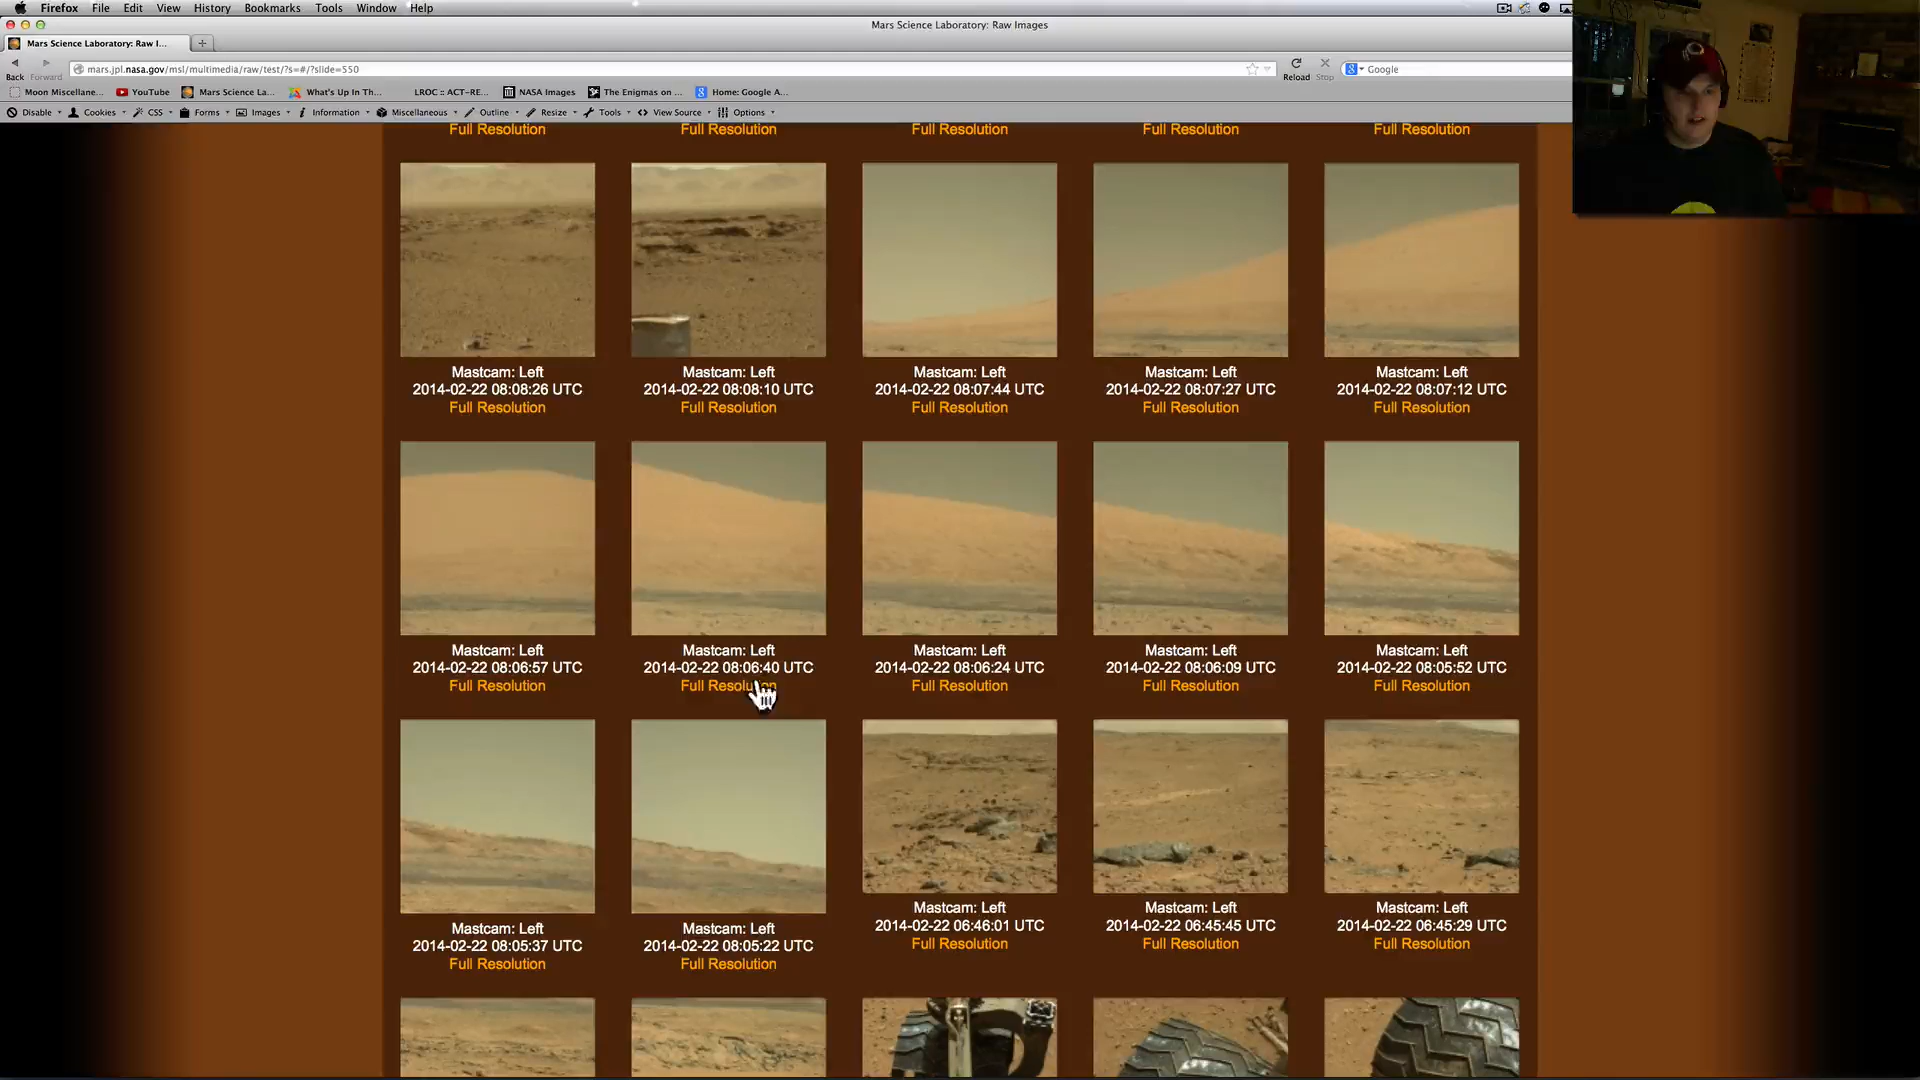 Firefox File Edit View History Bookmarks Tools Window Help
Mars Science Laboratory: Raw Images
Mars Science Laboratory: Raw I...
Back Forward mars.jpl.nasa.gov/msl/multimedia/raw/test/?s=#/?slide=550 Reload Stop Google
Moon Miscellane... YouTube Mars Science La... What's Up In Th... LROC :: ACT-RE... NASA Images The Enigmas on ... Home: Google A...
Disable Cookies CSS Forms Images Information Miscellaneous Outline Resize Tools View Source Options
Full Resolution Full Resolution Full Resolution Full Resolution Full Resolution
Mastcam: Left Mastcam: Left Mastcam: Left Mastcam: Left Mastcam: Left
2014-02-22 08:08:26 UTC 2014-02-22 08:08:10 UTC 2014-02-22 08:07:44 UTC 2014-02-22 08:07:27 UTC 2014-02-22 08:07:12 UTC
Full Resolution Full Resolution Full Resolution Full Resolution Full Resolution
Mastcam: Left Mastcam: Left Mastcam: Left Mastcam: Left Mastcam: Left
2014-02-22 08:06:57 UTC 2014-02-22 08:06:40 UTC 2014-02-22 08:06:24 UTC 2014-02-22 08:06:09 UTC 2014-02-22 08:05:52 UTC
Full Resolution Full Resolution Full Resolution Full Resolution Full Resolution
Mastcam: Left Mastcam: Left Mastcam: Left Mastcam: Left Mastcam: Left
2014-02-22 08:05:37 UTC 2014-02-22 08:05:22 UTC 2014-02-22 06:46:01 UTC 2014-02-22 06:45:45 UTC 2014-02-22 06:45:29 UTC
Full Resolution Full Resolution Full Resolution Full Resolution Full Resolution